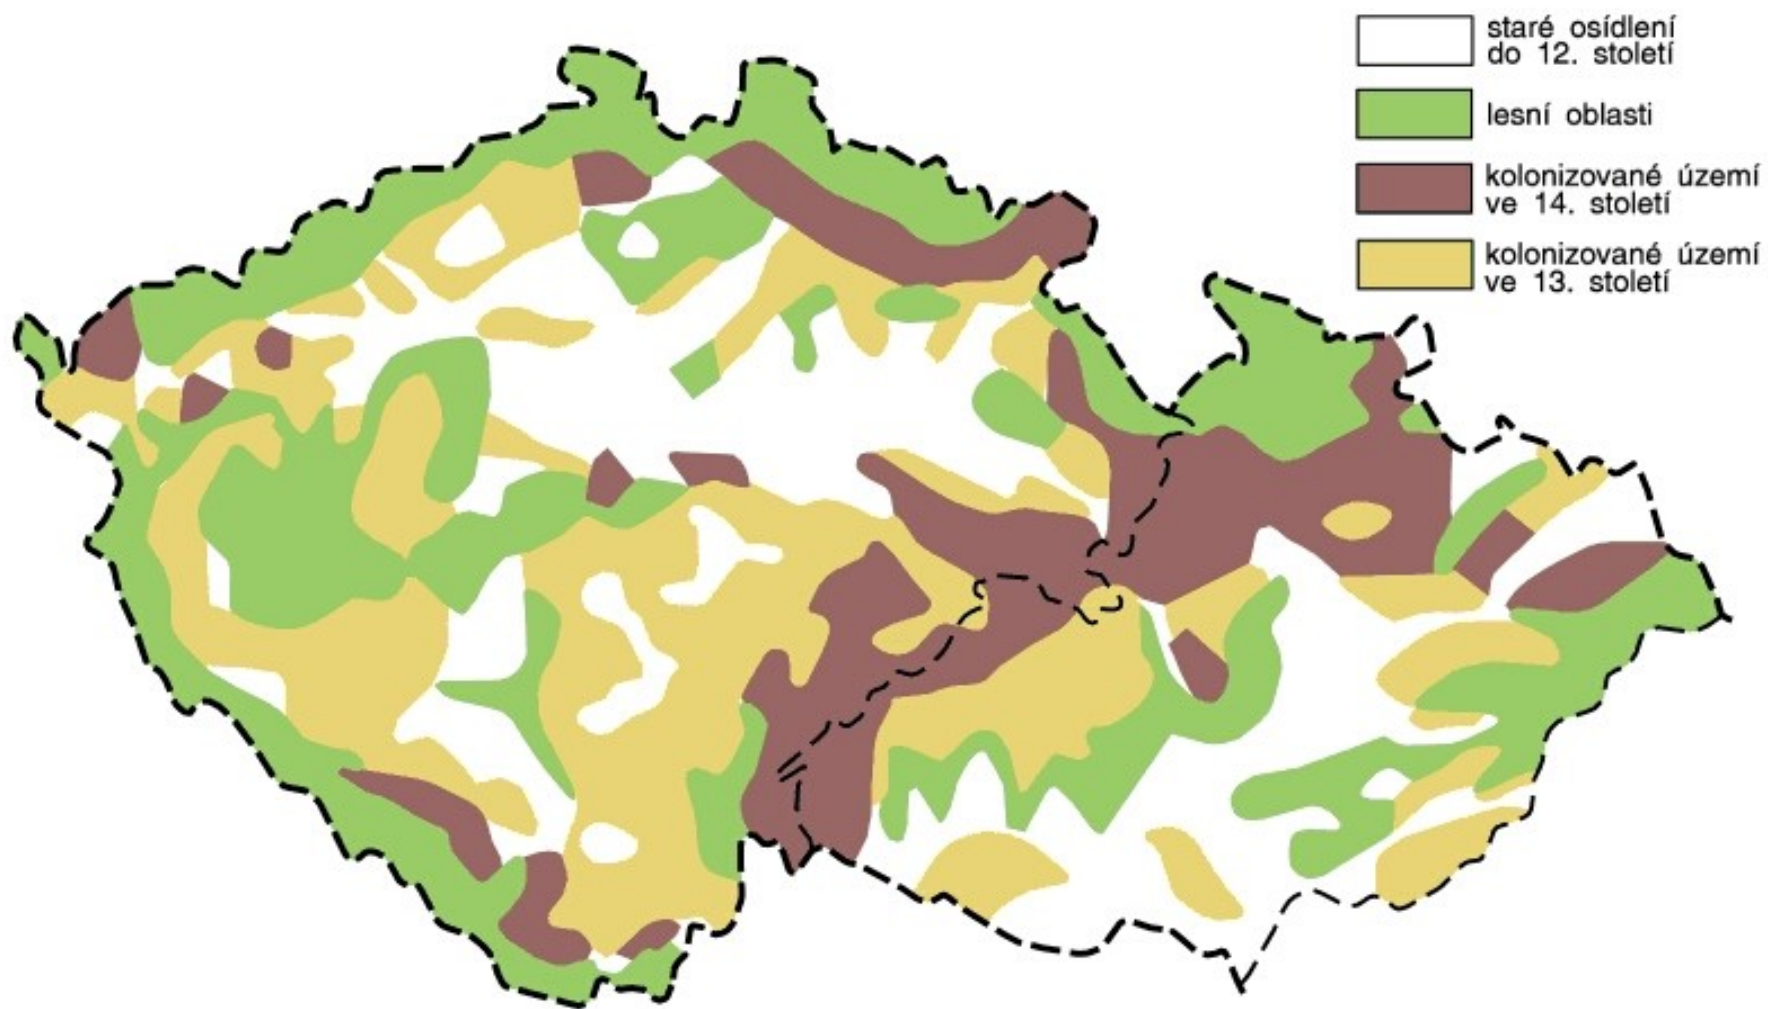 staré osídlení
do 12. století
lesní oblasti
kolonizované území
ve 14. století
kolonizované území
ve 13. století